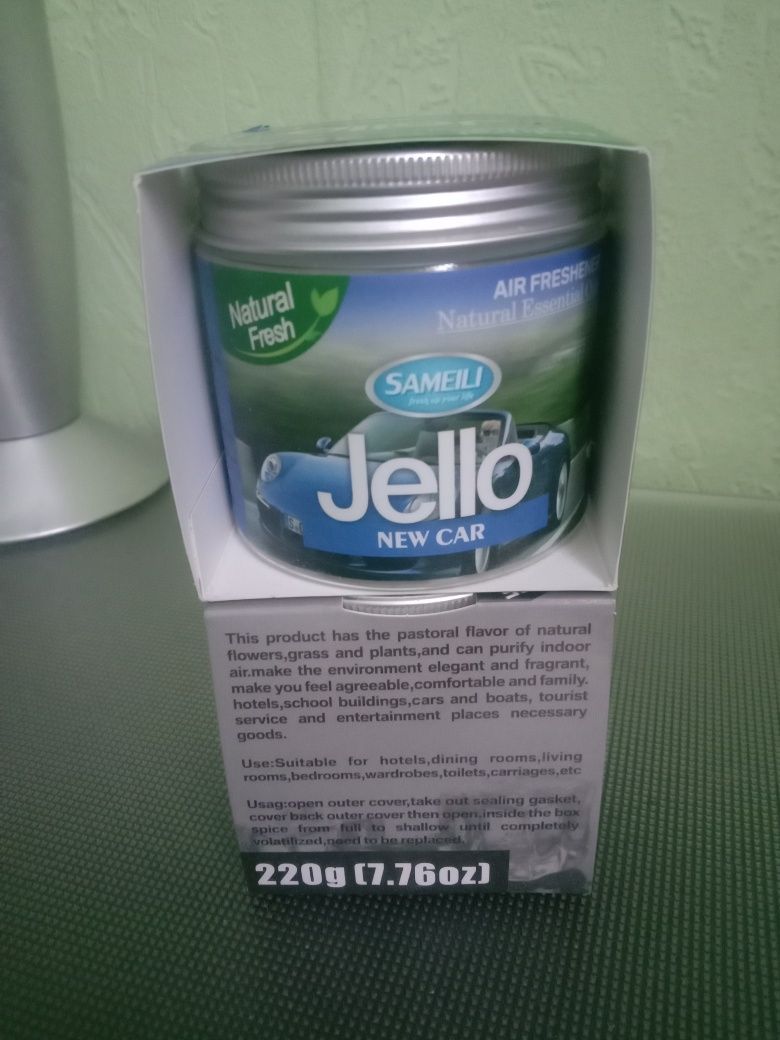 Natural
Fresh
AIR FRESHENER
Natural Essential
SAMEILI
fresh up your life
Jello
NEW CAR
This product has the pastoral flavor of natural
flowers,grass and plants,and can purify indoor
air.make the environment elegant and fragrant,
make you feel agreeable,comfortable and family.
hotels,school buildings,cars and boats, tourist
service and entertainment places necessary
goods.
Use:Suitable for hotels,dining rooms,living
rooms,bedrooms,wardrobes,toilets,carriages,etc
Usag:open outer cover,take out sealing gasket,
cover back outer cover then open.inside the box
spice from full to shallow until completely
volatilized,need to be replaced.
220g (7.76oz)